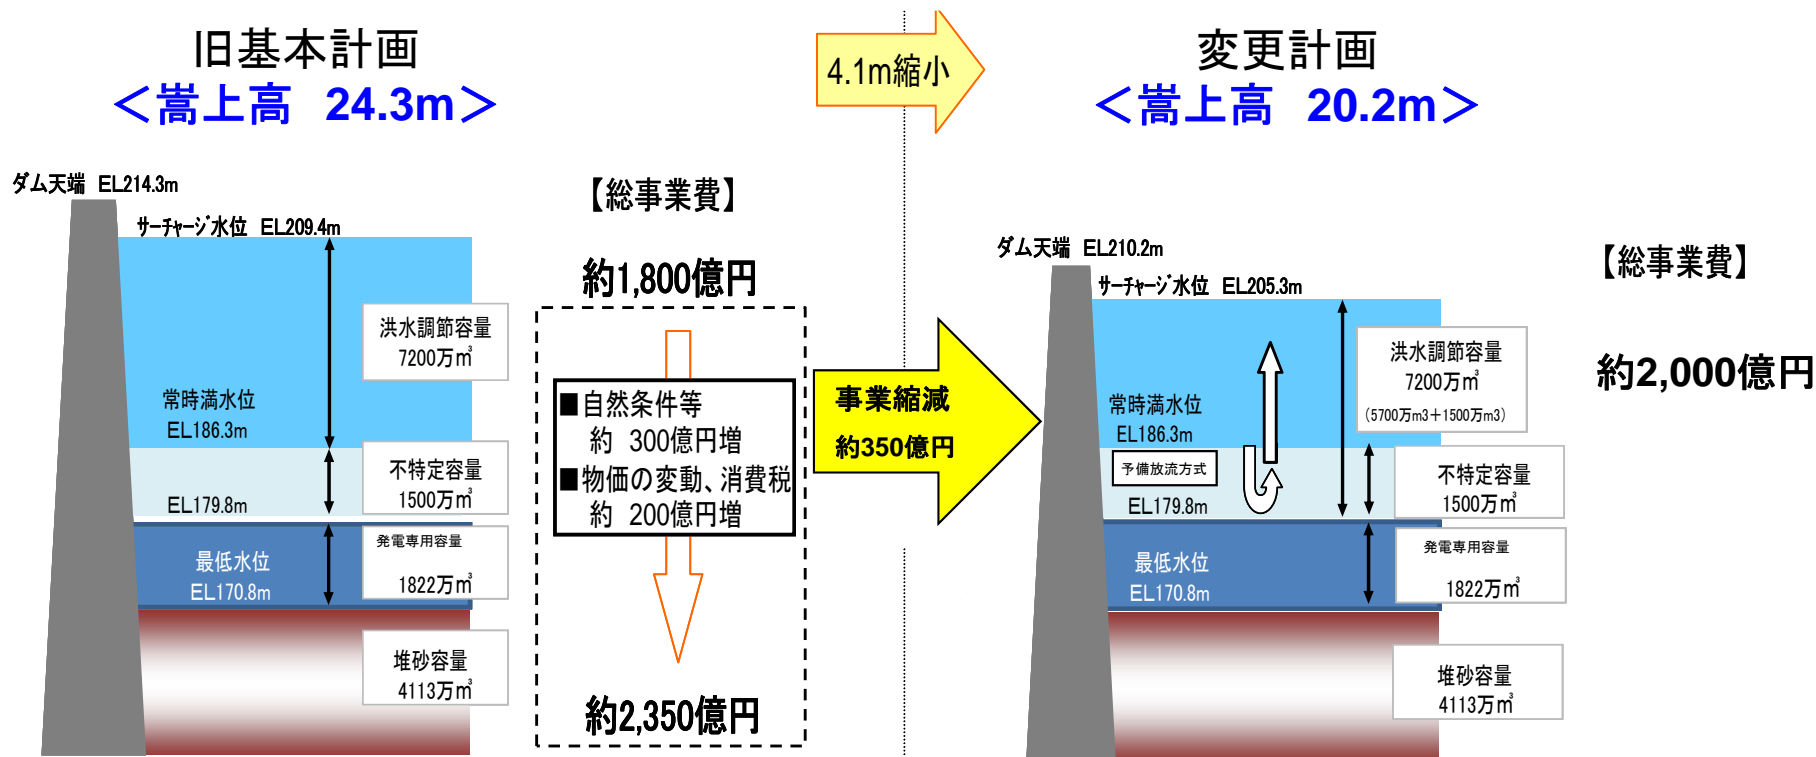 旧基本計画
＜嵩上高 24.3m＞
4.1m縮小
変更計画
＜嵩上高 20.2m＞
ダム天端 EL214.3m
サーチャージ水位 EL209.4m
洪水調節容量
7200万㎥
常時満水位
EL186.3m
不特定容量
1500万㎥
EL179.8m
発電専用容量
1822万㎥
最低水位
EL170.8m
堆砂容量
4113万㎥
【総事業費】
約1,800億円
■自然条件等
約 300億円増
■物価の変動、消費税
約 200億円増
約2,350億円
事業縮減
約350億円
ダム天端 EL210.2m
サーチャージ水位 EL205.3m
洪水調節容量
7200万㎥
（5700万m3＋1500万m3）
常時満水位
EL186.3m
予備放流方式
不特定容量
1500万㎥
EL179.8m
発電専用容量
1822万㎥
最低水位
EL170.8m
堆砂容量
4113万㎥
【総事業費】
約2,000億円